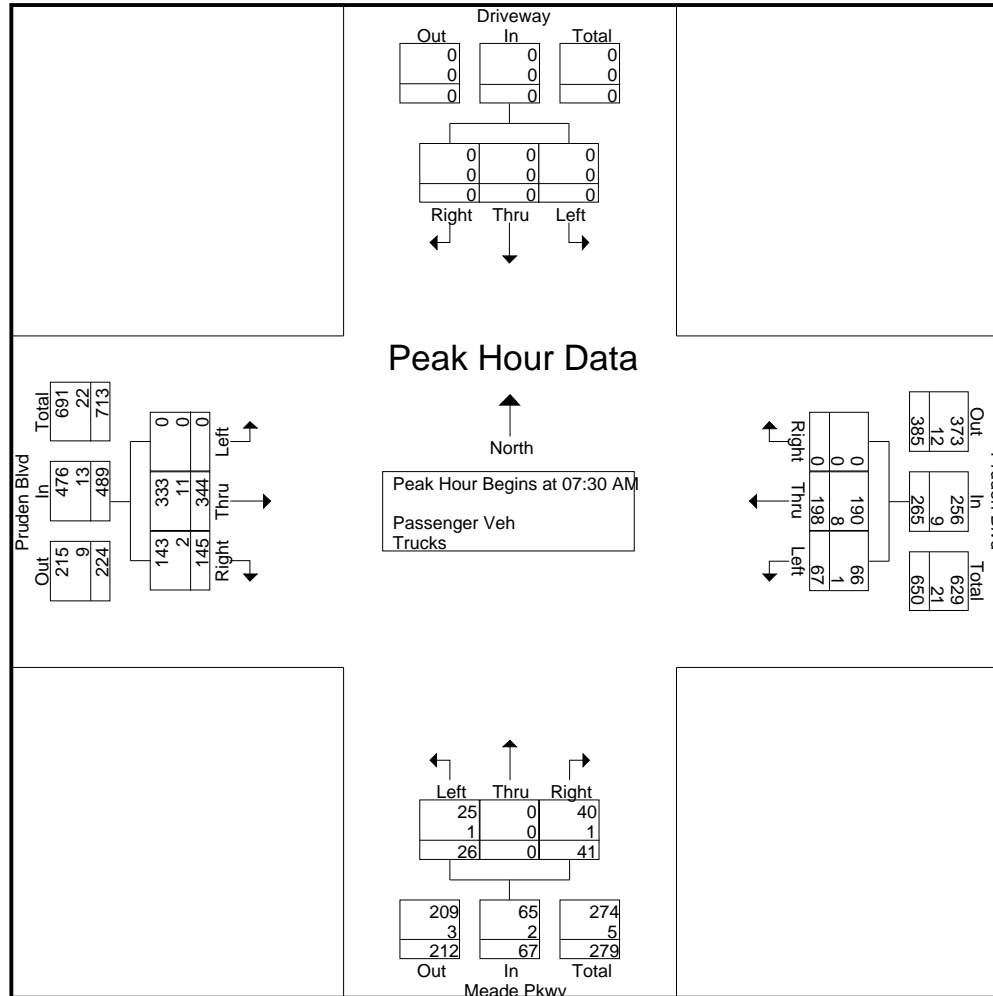 Driveway
Out In Total
0 0 0
0 0 0
0 0 0
0 0 0
0 0 0
0 0 0
Right Thru Left
Peak Hour Data
North
Peak Hour Begins at 07:30 AM
Passenger Veh
Trucks
Pruden Blvd
Total In Out
691 476 215
22 13 9
713 489 224
0 333 143
0 11 2
0 344 145
Left Thru Right
Out In Total
373 256 629
12 9 21
385 265 650
0 190 66
0 8 1
0 198 67
Right Thru Left
Left Thru Right
25 0 40
1 0 1
26 0 41
209 65 274
3 2 5
212 67 279
Out In Total
Meade Pkwy